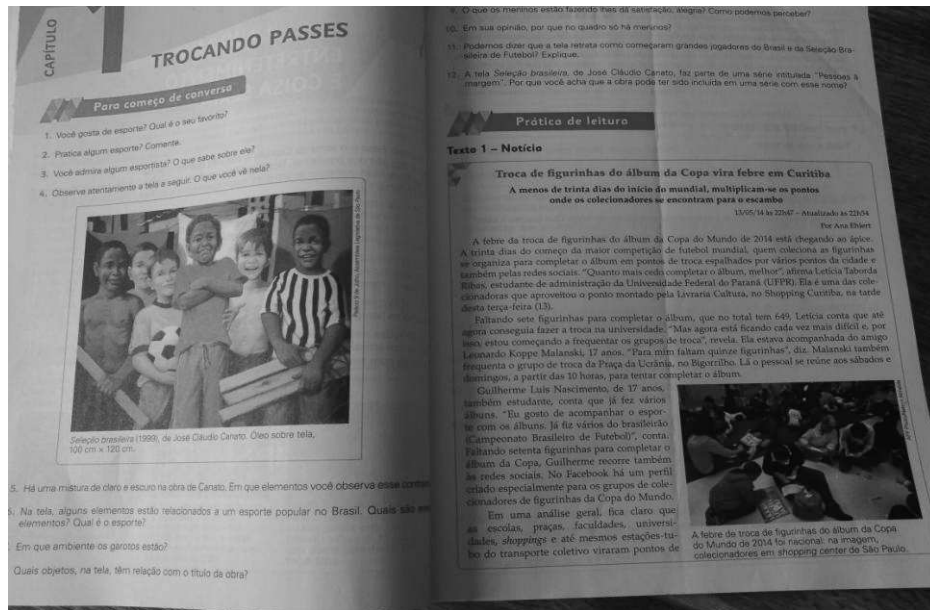 CAPÍTULO
1
TROCANDO PASSES
Para começo de conversa
1. Você gosta de esporte? Qual é o seu favorito?
2. Pratica algum esporte? Comente.
3. Você admira algum esportista? O que sabe sobre ele?
4. Observe atentamente a tela a seguir. O que você vê nela?
Seleção brasileira (1999), de José Cláudio Canato. Óleo sobre tela,
100 cm × 120 cm.
5. Há uma mistura de claro e escuro na obra de Canato. Em que elementos você observa esse
6. Na tela, alguns elementos estão relacionados a um esporte popular no Brasil. Quais são
elementos? Qual é o esporte?
Em que ambiente os garotos estão?
Quais objetos, na tela, têm relação com o título da obra?
9. O que os meninos estão fazendo lhes dá satisfação, alegria? Como podemos perceber?
10. Em sua opinião, por que no quadro só há meninos?
11. Podemos dizer que a tela retrata como começaram grandes jogadores do Brasil e da Seleção Bra-
sileira de Futebol? Explique.
12. A tela Seleção brasileira, de José Cláudio Canato, faz parte de uma série intitulada "Pessoas à
margem". Por que você acha que a obra pode ter sido incluída em uma série com esse nome?
Prática de leitura
Texto 1 – Notícia
Troca de figurinhas do álbum da Copa vira febre em Curitiba
A menos de trinta dias do início do mundial, multiplicam-se os pontos
onde os colecionadores se encontram para o escambo
13/05/14 às 22h47 – Atualizado às 22h54
Por Ana Ehlert
A febre da troca de figurinhas do álbum da Copa do Mundo de 2014 está chegando ao ápice.
A trinta dias do começo da maior competição de futebol mundial, quem coleciona as figurinhas
se organiza para completar o álbum em pontos de troca espalhados por vários pontos da cidade e
também pelas redes sociais. "Quanto mais cedo completar o álbum, melhor", afirma Letícia Taborda
Ribas, estudante de administração da Universidade Federal do Paraná (UFPR). Ela é uma das cole-
cionadoras que aproveitou o ponto montado pela Livraria Cultura, no Shopping Curitiba, na tarde
desta terça-feira (13).
Faltando sete figurinhas para completar o álbum, que no total tem 649, Letícia conta que até
agora conseguia fazer a troca na universidade. "Mas agora está ficando cada vez mais difícil e, por
isso, estou começando a frequentar os grupos de troca", revela. Ela estava acompanhada do amigo
Leonardo Koppe Malanski, 17 anos. "Para mim faltam quinze figurinhas", diz. Malanski também
frequenta o grupo de troca da Praça da Ucrânia, no Bigorrilho. Lá o pessoal se reúne aos sábados e
domingos, a partir das 10 horas, para tentar completar o álbum.
Guilherme Luis Nascimento, de 17 anos,
também estudante, conta que já fez vários
álbuns. "Eu gosto de acompanhar o espor-
te com os álbuns. Já fiz vários do brasileirão
(Campeonato Brasileiro de Futebol)", conta.
Faltando setenta figurinhas para completar o
álbum da Copa, Guilherme recorre também
às redes sociais. No Facebook há um perfil
criado especialmente para os grupos de cole-
cionadores de figurinhas da Copa do Mundo.
Em uma análise geral, fica claro que
as escolas, praças, faculdades, universi-
dades, shoppings e até mesmos estações-tu-
bo do transporte coletivo viraram pontos de
A febre de troca de figurinhas do álbum da Copa
do Mundo de 2014 foi nacional: na imagem,
colecionadores em shopping center de São Paulo.